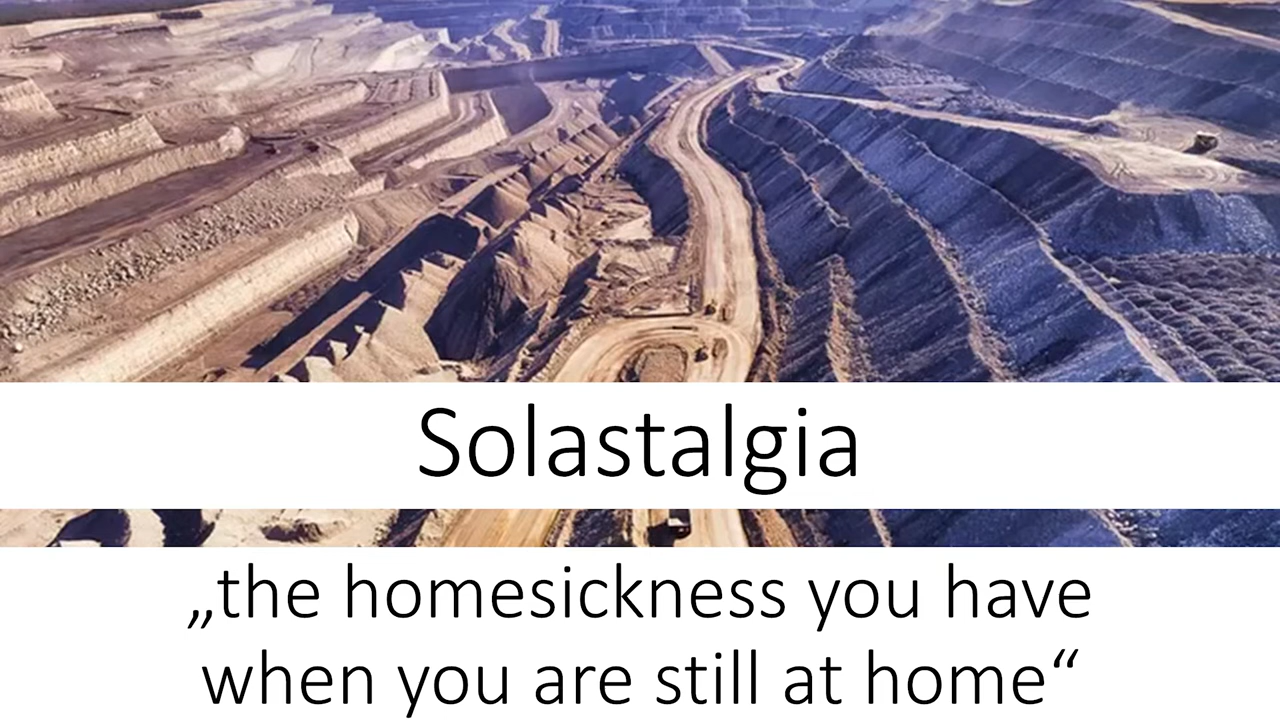 Solastalgia
„the homesickness you have
when you are still at home“